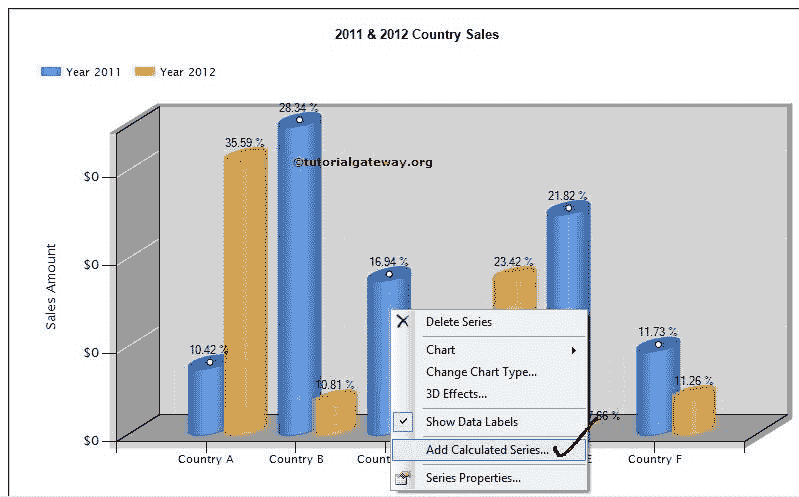 2011 & 2012 Country Sales
Year 2011
Year 2012
28.34 %
35.59 %
©tutorialgateway.org
$0
21.82 %
23.42 %
16.94 %
$0
Sales Amount
Delete Series
Chart
Change Chart Type...
3D Effects...
Show Data Labels
Add Calculated Series...
Series Properties...
$0
10.42 %
11.73 %
10.81 %
11.26 %
$0
Country A
Country B
Country F